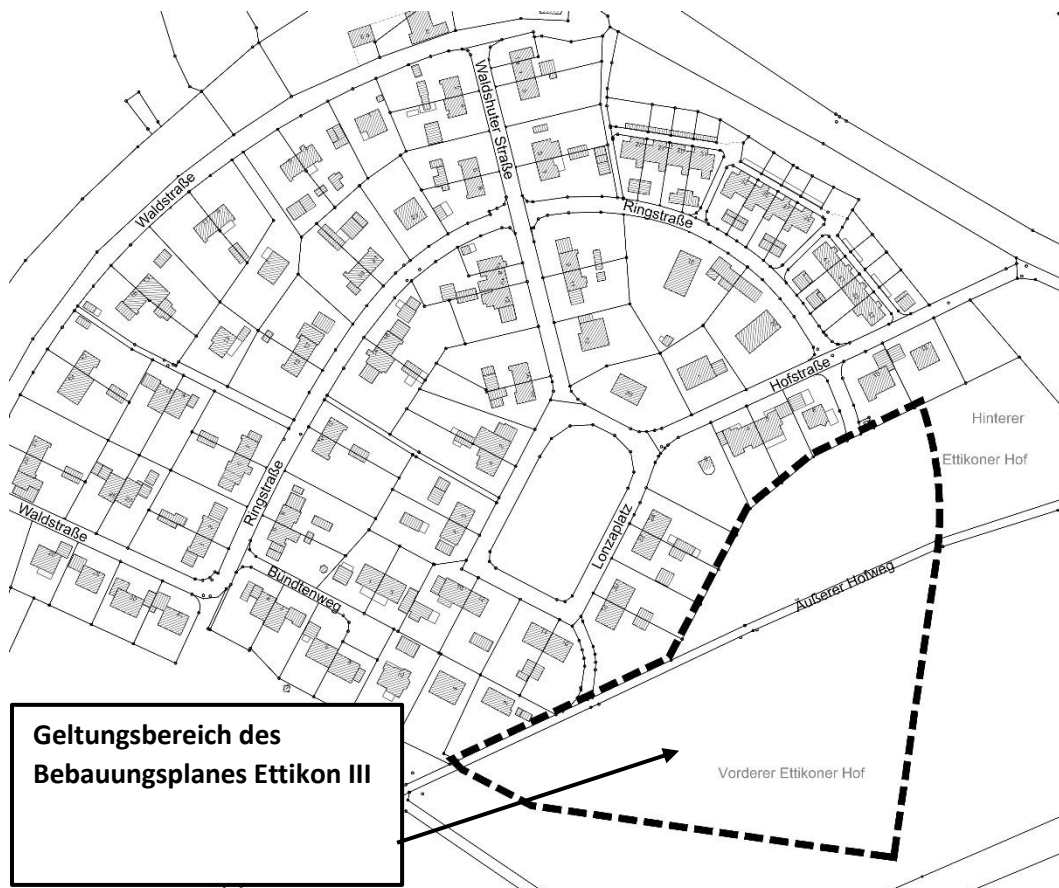 Waldshuter Straße
Waldstraße
Ringstraße
Hofstraße
Hinterer
Ettikoner Hof
Ringstraße
Lonzaplatz
Waldstraße
Äußerer Hofweg
Bündtenweg
Geltungsbereich des
Bebauungsplanes Ettikon III
Vorderer Ettikoner Hof